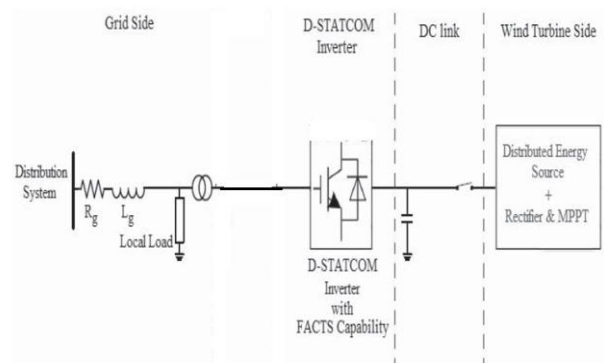 Grid Side
D-STATCOM
Inverter
DC link
Wind Turbine Side
Distribution
System
Rg
Lg
Local Load
D-STATCOM
Inverter
with
FACTS Capability
Distributed Energy
Source
+
Rectifier & MPPT